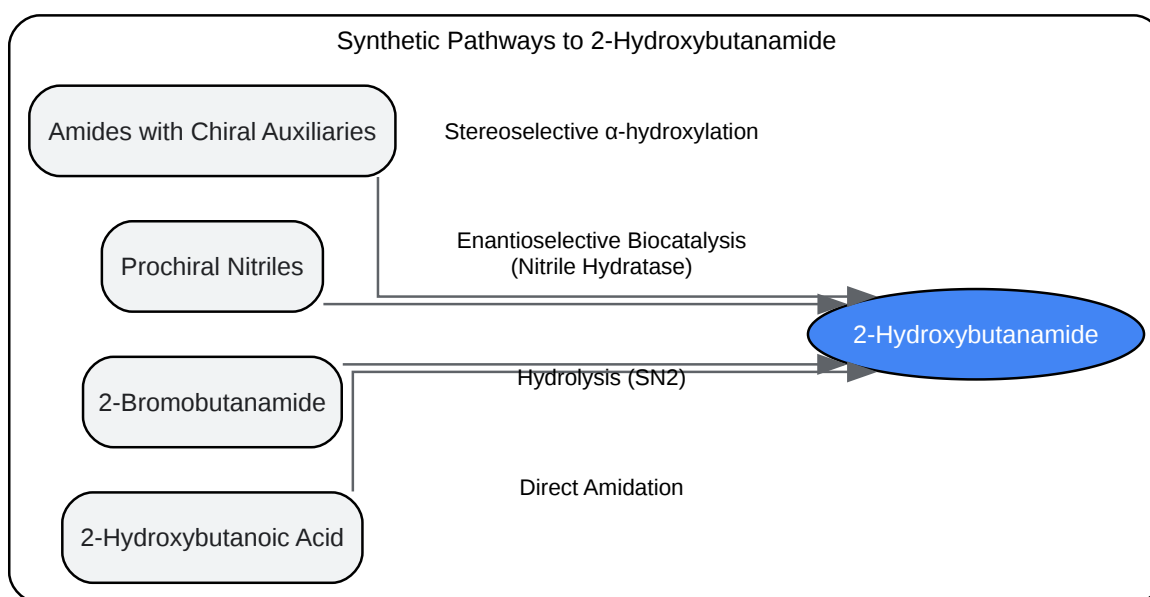 Synthetic Pathways to 2-Hydroxybutanamide
Amides with Chiral Auxiliaries
Stereoselective α-hydroxylation
Prochiral Nitriles
Enantioselective Biocatalysis
(Nitrile Hydratase)
2-Hydroxybutanamide
2-Bromobutanamide
Hydrolysis (SN2)
Direct Amidation
2-Hydroxybutanoic Acid